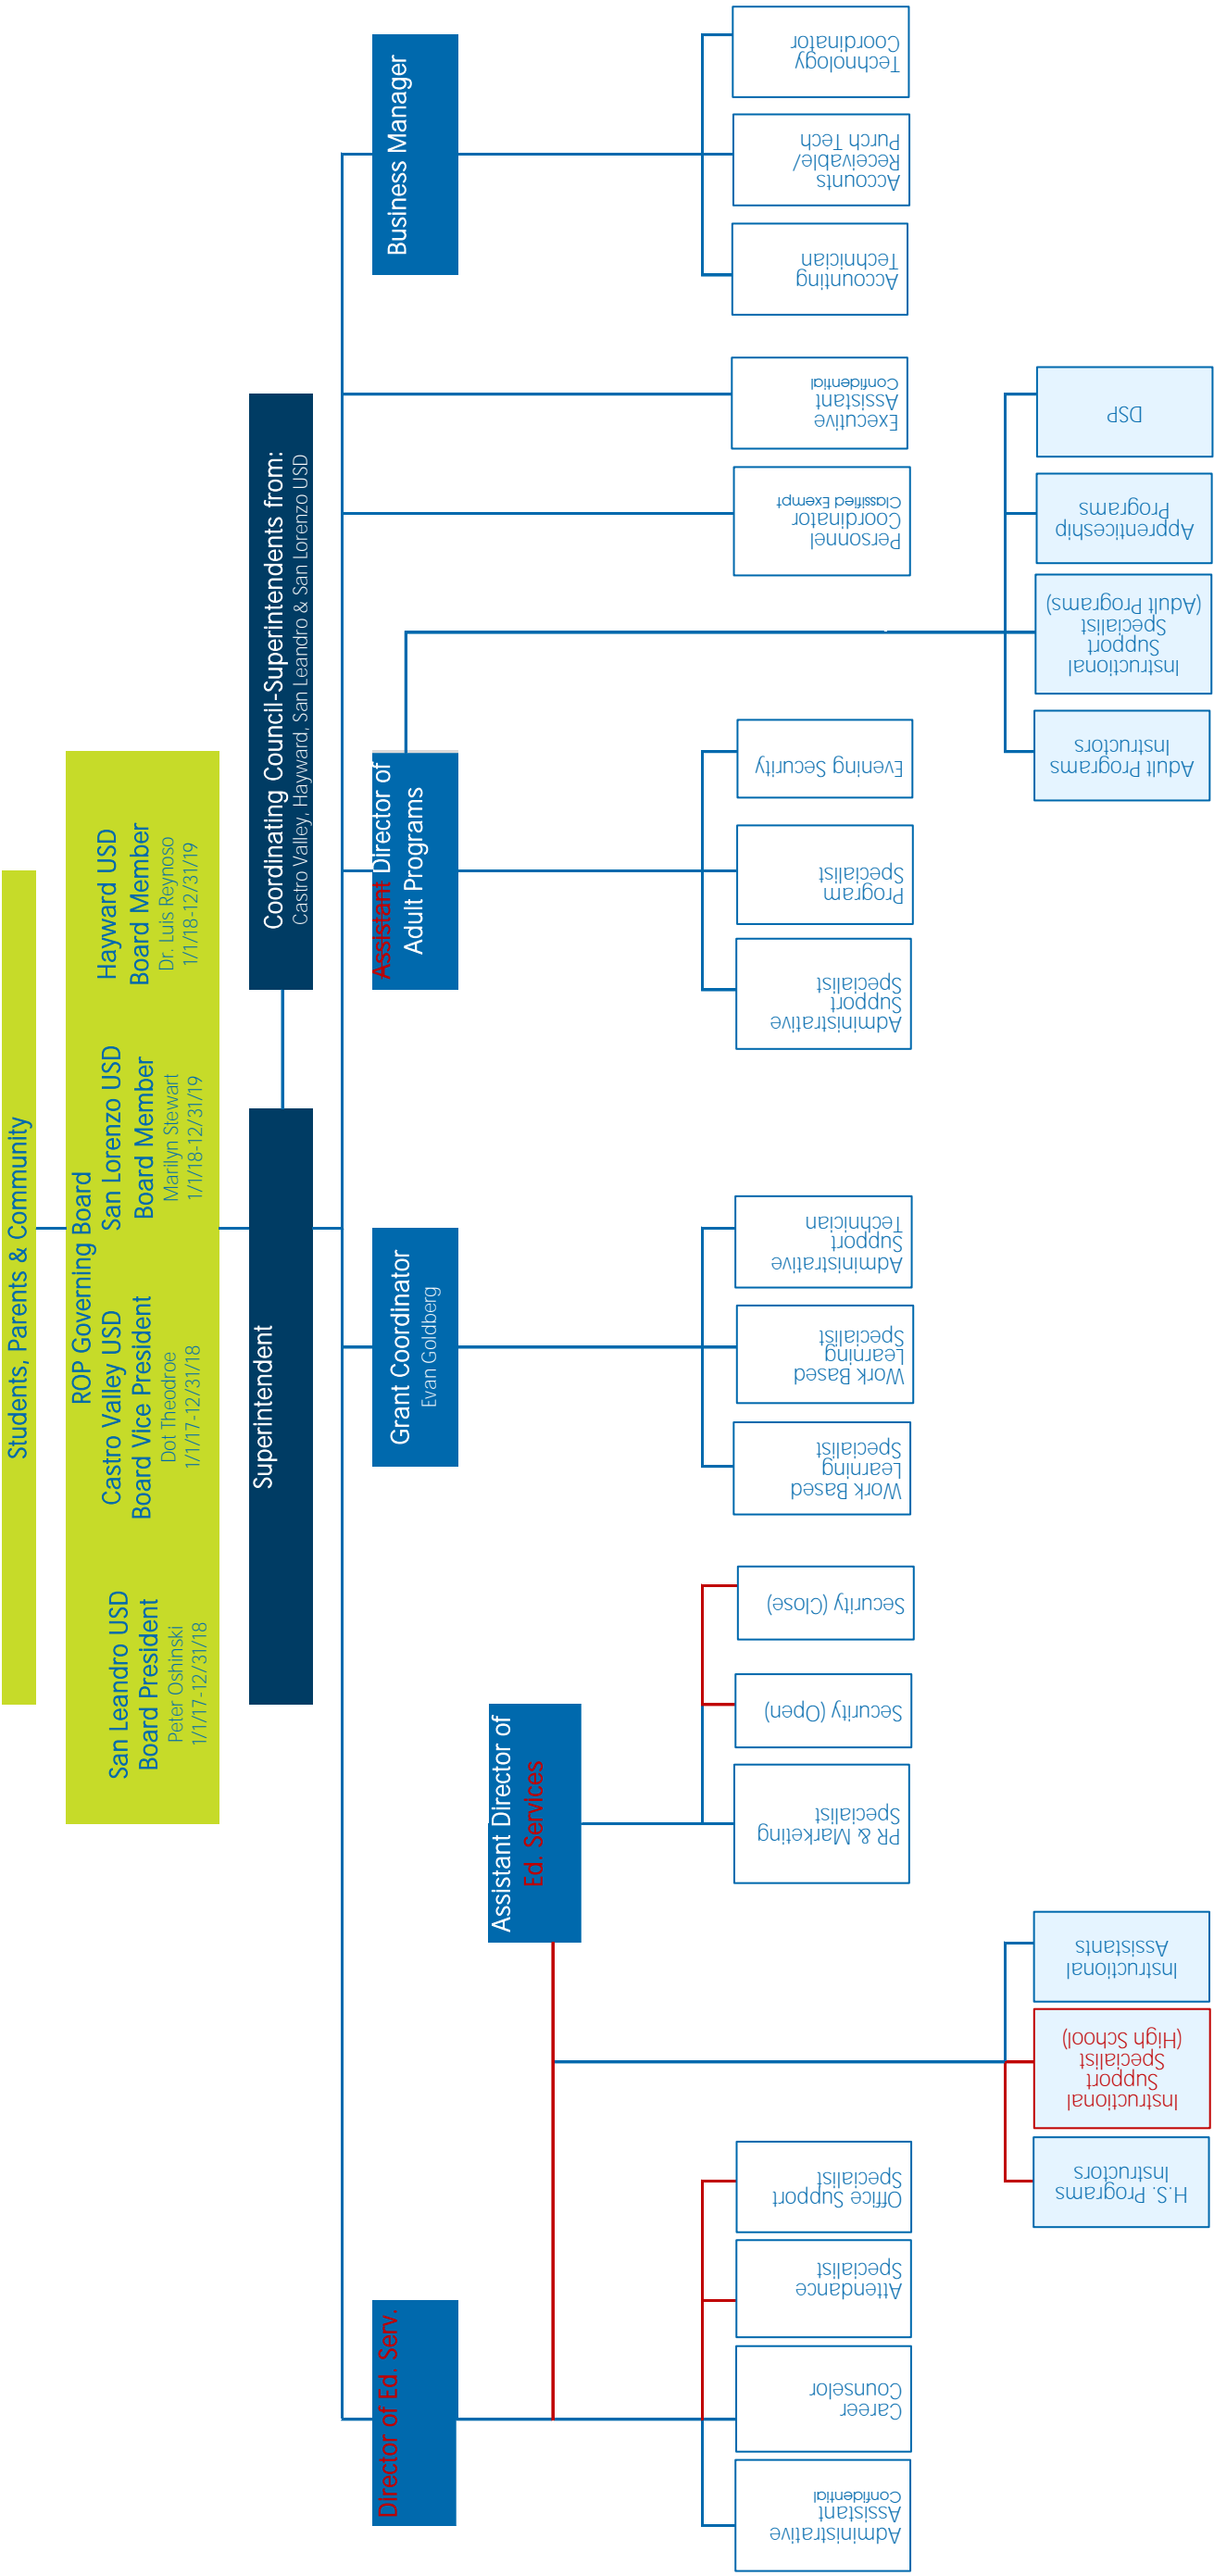 Students, Parents & Community
ROP Governing Board
San Leandro USD
Board President
Peter Oshinski
1/1/17-12/31/18
Castro Valley USD
Board Vice President
Dot Theodroe
1/1/17-12/31/18
San Lorenzo USD
Board Member
Marilyn Stewart
1/1/18-12/31/19
Hayward USD
Board Member
Dr. Luis Reynoso
1/1/18-12/31/19
Superintendent
Coordinating Council-Superintendents from:
Castro Valley, Hayward, San Leandro & San Lorenzo USD
Director of Ed. Serv.
Assistant Director of
Ed. Services
Grant Coordinator
Evan Goldberg
Assistant Director of
Adult Programs
Business Manager
Administrative
Assistant
Confidential
Career
Counselor
Attendance
Specialist
Office Support
Specialist
PR & Marketing
Specialist
Security (Open)
Security (Close)
Work Based
Learning
Specialist
Work Based
Learning
Specialist
Administrative
Support
Technician
Administrative
Support
Specialist
Program
Specialist
Evening Security
Personnel
Coordinator
Classified Exempt
Executive
Assistant
Confidential
Accounting
Technician
Accounts
Receivable/
Purch Tech
Technology
Coordinator
H.S. Programs
Instructors
Instructional
Support
Specialist
(High School)
Instructional
Assistants
Adult Programs
Instructors
Instructional
Support
Specialist
(Adult Programs)
Apprenticeship
Programs
DSP